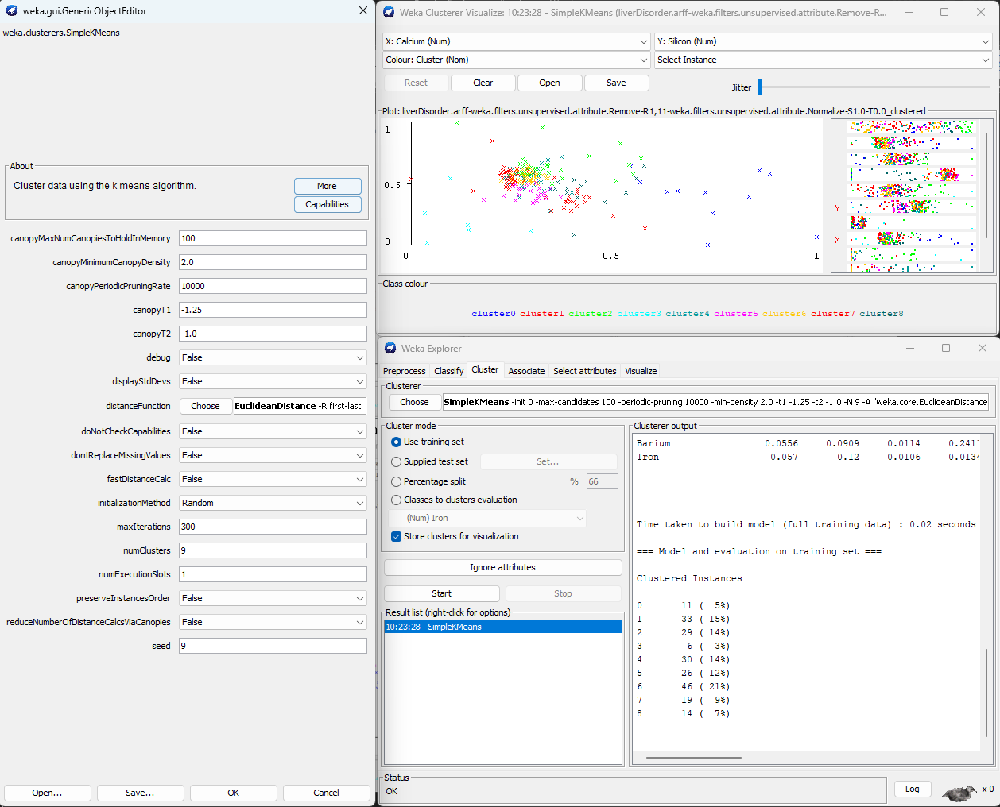 weka.gui.GenericObjectEditor
weka.clusterers.SimpleKMeans
About
Cluster data using the k means algorithm.
More
Capabilities
canopyMaxNumCanopiesToHoldInMemory 100
canopyMinimumCanopyDensity 2.0
canopyPeriodicPruningRate 10000
canopyT1 -1.25
canopyT2 -1.0
debug False
displayStdDevs False
distanceFunction Choose EuclideanDistance -R first-last
doNotCheckCapabilities False
dontReplaceMissingValues False
fastDistanceCalc False
initializationMethod Random
maxIterations 300
numClusters 9
numExecutionSlots 1
preserveInstancesOrder False
reduceNumberOfDistanceCalcsViaCanopies False
seed 9
Open... Save... OK Cancel
Weka Clusterer Visualize: 10:23:28 - SimpleKMeans (liverDisorder.arff-weka.filters.unsupervised.attribute.Remove-R...
X: Calcium (Num) Y: Silicon (Num)
Colour: Cluster (Nom) Select Instance
Reset Clear Open Save Jitter
Plot: liverDisorder.arff-weka.filters.unsupervised.attribute.Remove-R1,11-weka.filters.unsupervised.attribute.Normalize-S1.0-T0.0_clustered
1
0.5
0
0 0.5 1
Y
X
Class colour
cluster0 cluster1 cluster2 cluster3 cluster4 cluster5 cluster6 cluster7 cluster8
Weka Explorer
Preprocess Classify Cluster Associate Select attributes Visualize
Clusterer
Choose SimpleKMeans -init 0 -max-candidates 100 -periodic-pruning 10000 -min-density 2.0 -t1 -1.25 -t2 -1.0 -N 9 -A "weka.core.EuclideanDistance
Cluster mode
Use training set
Supplied test set Set...
Percentage split % 66
Classes to clusters evaluation
(Num) Iron
Store clusters for visualization
Ignore attributes
Start Stop
Result list (right-click for options)
10:23:28 - SimpleKMeans
Clusterer output
Barium 0.0556 0.0909 0.0114 0.2411
Iron 0.057 0.12 0.0106 0.0134
Time taken to build model (full training data) : 0.02 seconds
=== Model and evaluation on training set ===
Clustered Instances
0 11 ( 5%)
1 33 ( 15%)
2 29 ( 14%)
3 6 ( 3%)
4 30 ( 14%)
5 26 ( 12%)
6 46 ( 21%)
7 19 ( 9%)
8 14 ( 7%)
Status
OK
Log x 0